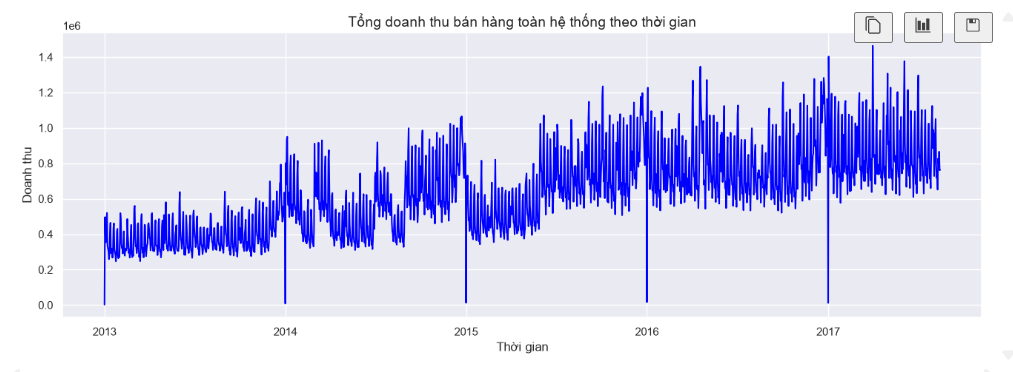 Tổng doanh thu bán hàng toàn hệ thống theo thời gian
1e6
1.4
1.2
1.0
0.8
0.6
0.4
0.2
0.0
Doanh thu
2013 2014 2015 2016 2017
Thời gian